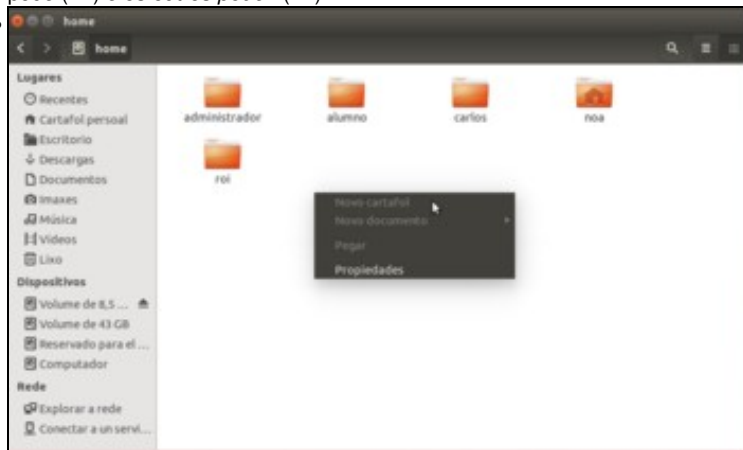 home
home
Lugares
Recentes
Cartafol persoal
Escritorio
Descargas
Documentos
Imaxes
Música
Vídeos
Lixo
Dispositivos
Volume de 8,5 ...
Volume de 43 GB
Reservado para el ...
Computador
Rede
Explorar a rede
Conectar a un servi...
administrador
alumno
carlos
noa
roi
Novo cartafol
Novo documento
Pegar
Propiedades